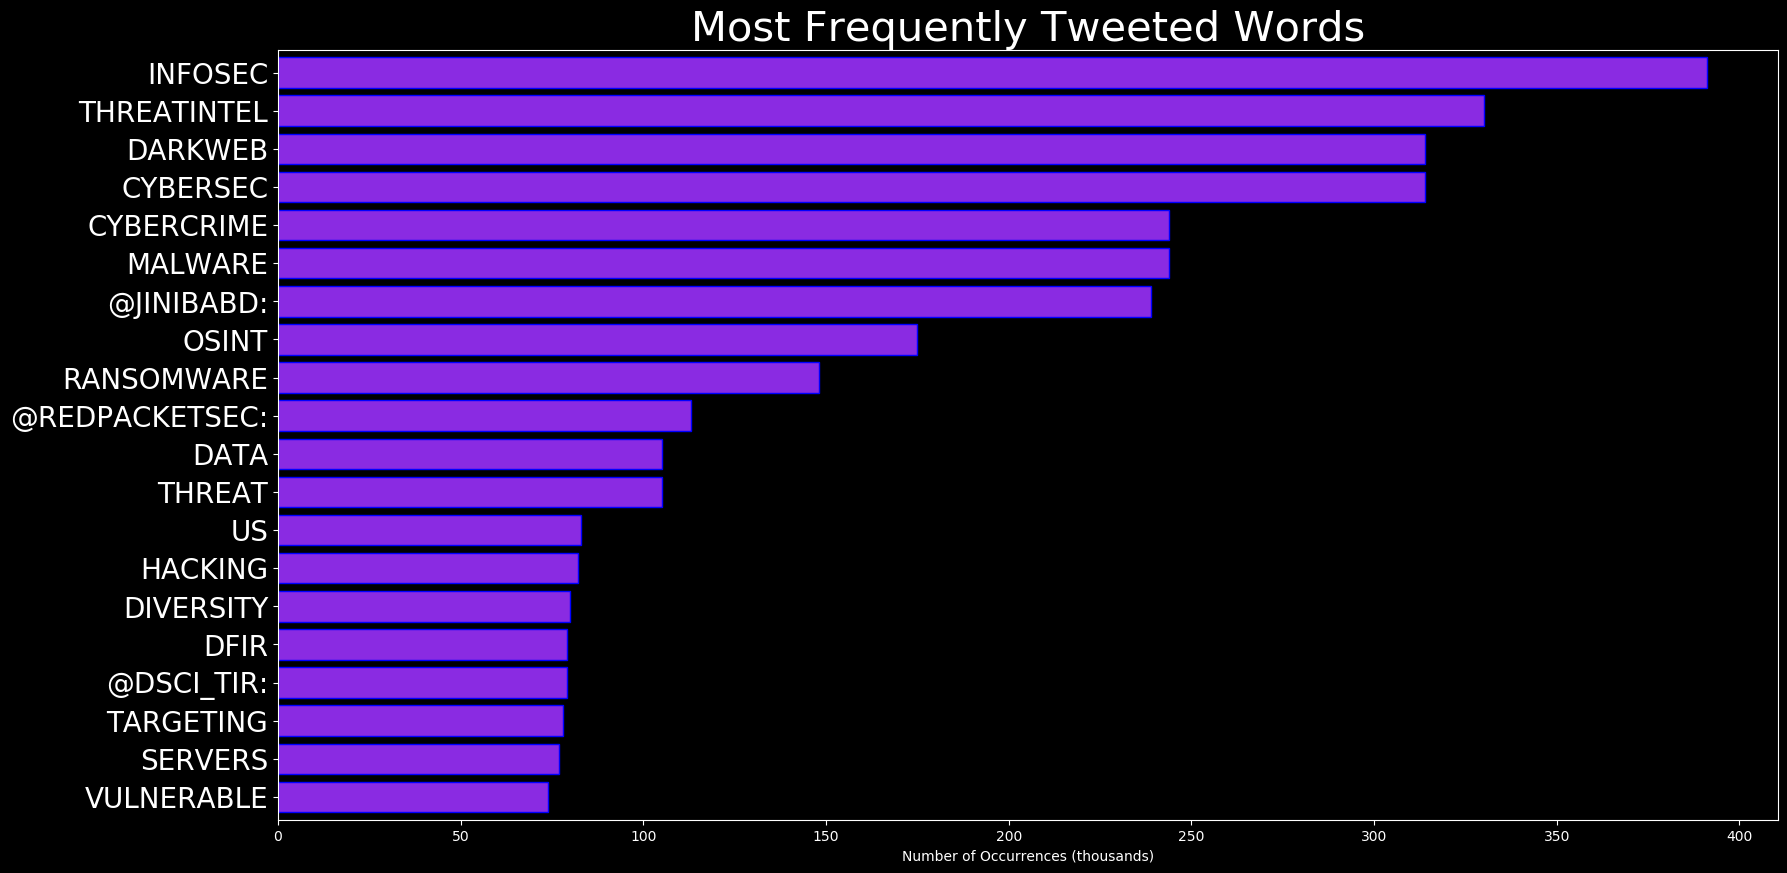 Most Frequently Tweeted Words
INFOSEC
THREATINTEL
DARKWEB
CYBERSEC
CYBERCRIME
MALWARE
@JINIBABD:
OSINT
RANSOMWARE
@REDPACKETSEC:
DATA
THREAT
US
HACKING
DIVERSITY
DFIR
@DSCI_TIR:
TARGETING
SERVERS
VULNERABLE
0 50 100 150 200 250 300 350 400
Number of Occurrences (thousands)